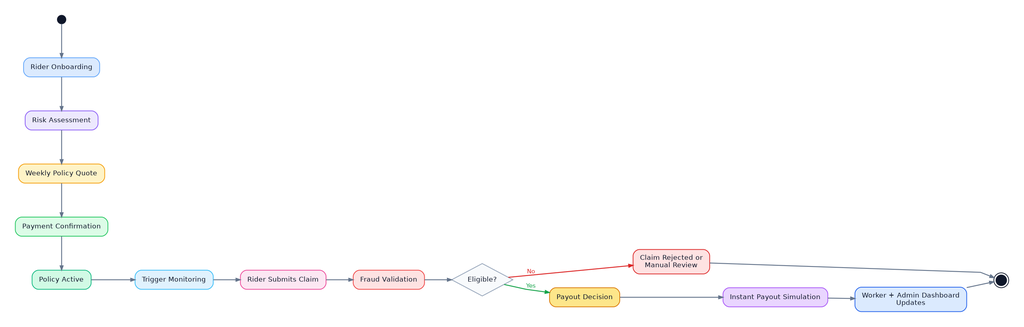 Rider Onboarding
Risk Assessment
Weekly Policy Quote
Payment Confirmation
Policy Active
Trigger Monitoring
Rider Submits Claim
Fraud Validation
Eligible?
No
Claim Rejected or
Manual Review
Yes
Payout Decision
Instant Payout Simulation
Worker + Admin Dashboard
Updates